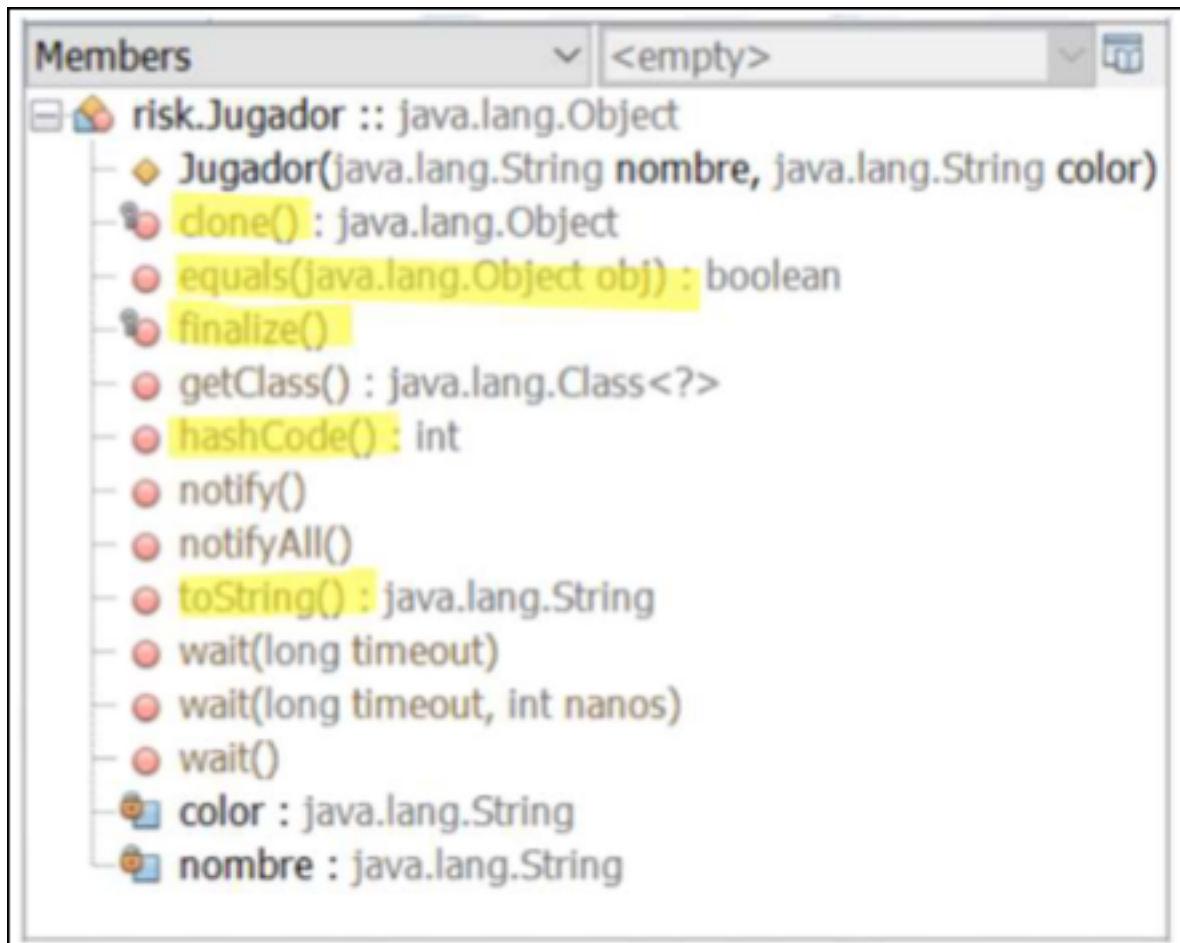 Members <empty>
risk.Jugador :: java.lang.Object
Jugador(java.lang.String nombre, java.lang.String color)
clone() : java.lang.Object
equals(java.lang.Object obj) : boolean
finalize()
getClass() : java.lang.Class<?>
hashCode() : int
notify()
notifyAll()
toString() : java.lang.String
wait(long timeout)
wait(long timeout, int nanos)
wait()
color : java.lang.String
nombre : java.lang.String